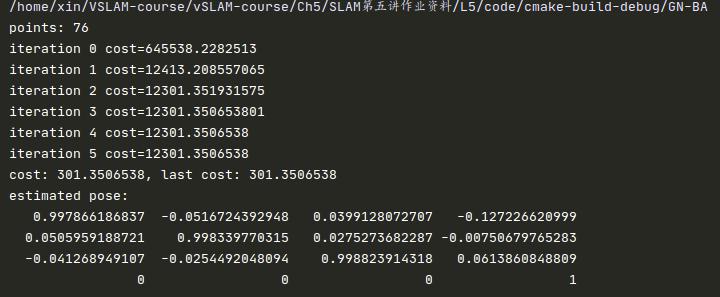 /home/xin/VSLAM-course/vSLAM-course/Ch5/SLAM第五讲作业资料/L5/code/cmake-build-debug/GN-BA
points: 76
iteration 0 cost=645538.2282513
iteration 1 cost=12413.208557065
iteration 2 cost=12301.351931575
iteration 3 cost=12301.350653801
iteration 4 cost=12301.3506538
iteration 5 cost=12301.3506538
cost: 301.3506538, last cost: 301.3506538
estimated pose:
0.997866186837 -0.0516724392948 0.0399128072707 -0.127226620999
0.0505959188721 0.998339770315 0.0275273682287 -0.00750679765283
-0.041268949107 -0.0254492048094 0.998823914318 0.0613860848809
0 0 0 1